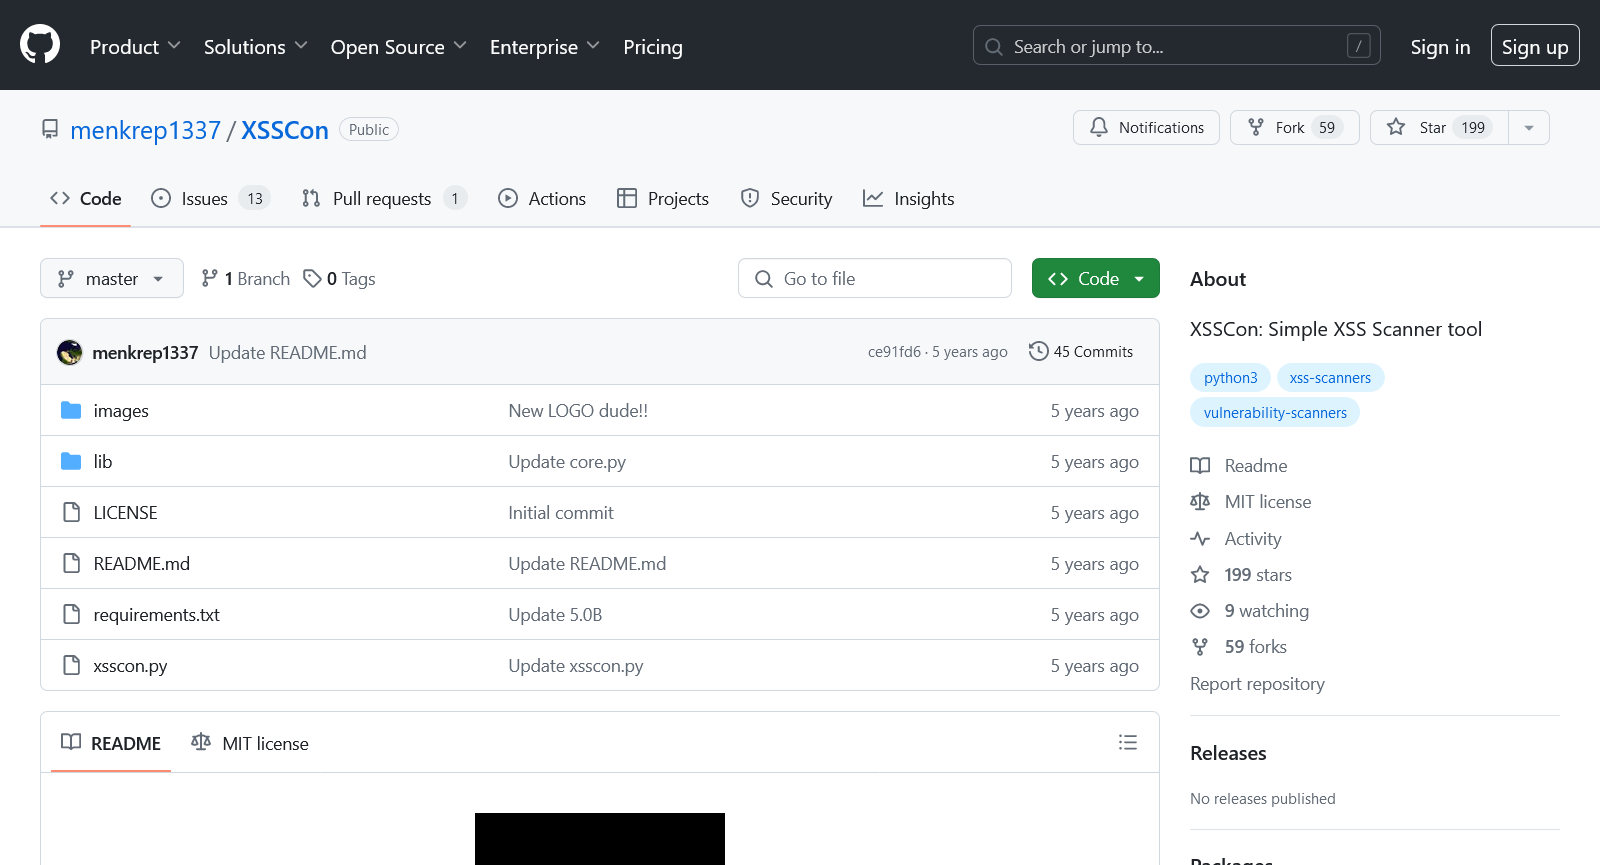 Product Solutions Open Source Enterprise Pricing Search or jump to... / Sign in Sign up
menkrep1337 / XSSCon Public Notifications Fork 59 Star 199
Code Issues 13 Pull requests 1 Actions Projects Security Insights
master 1 Branch 0 Tags Go to file Code
menkrep1337 Update README.md ce91fd6 · 5 years ago 45 Commits
images New LOGO dude!! 5 years ago
lib Update core.py 5 years ago
LICENSE Initial commit 5 years ago
README.md Update README.md 5 years ago
requirements.txt Update 5.0B 5 years ago
xsscon.py Update xsscon.py 5 years ago
README MIT license
About
XSSCon: Simple XSS Scanner tool
python3 xss-scanners
vulnerability-scanners
Readme
MIT license
Activity
199 stars
9 watching
59 forks
Report repository
Releases
No releases published
Packages